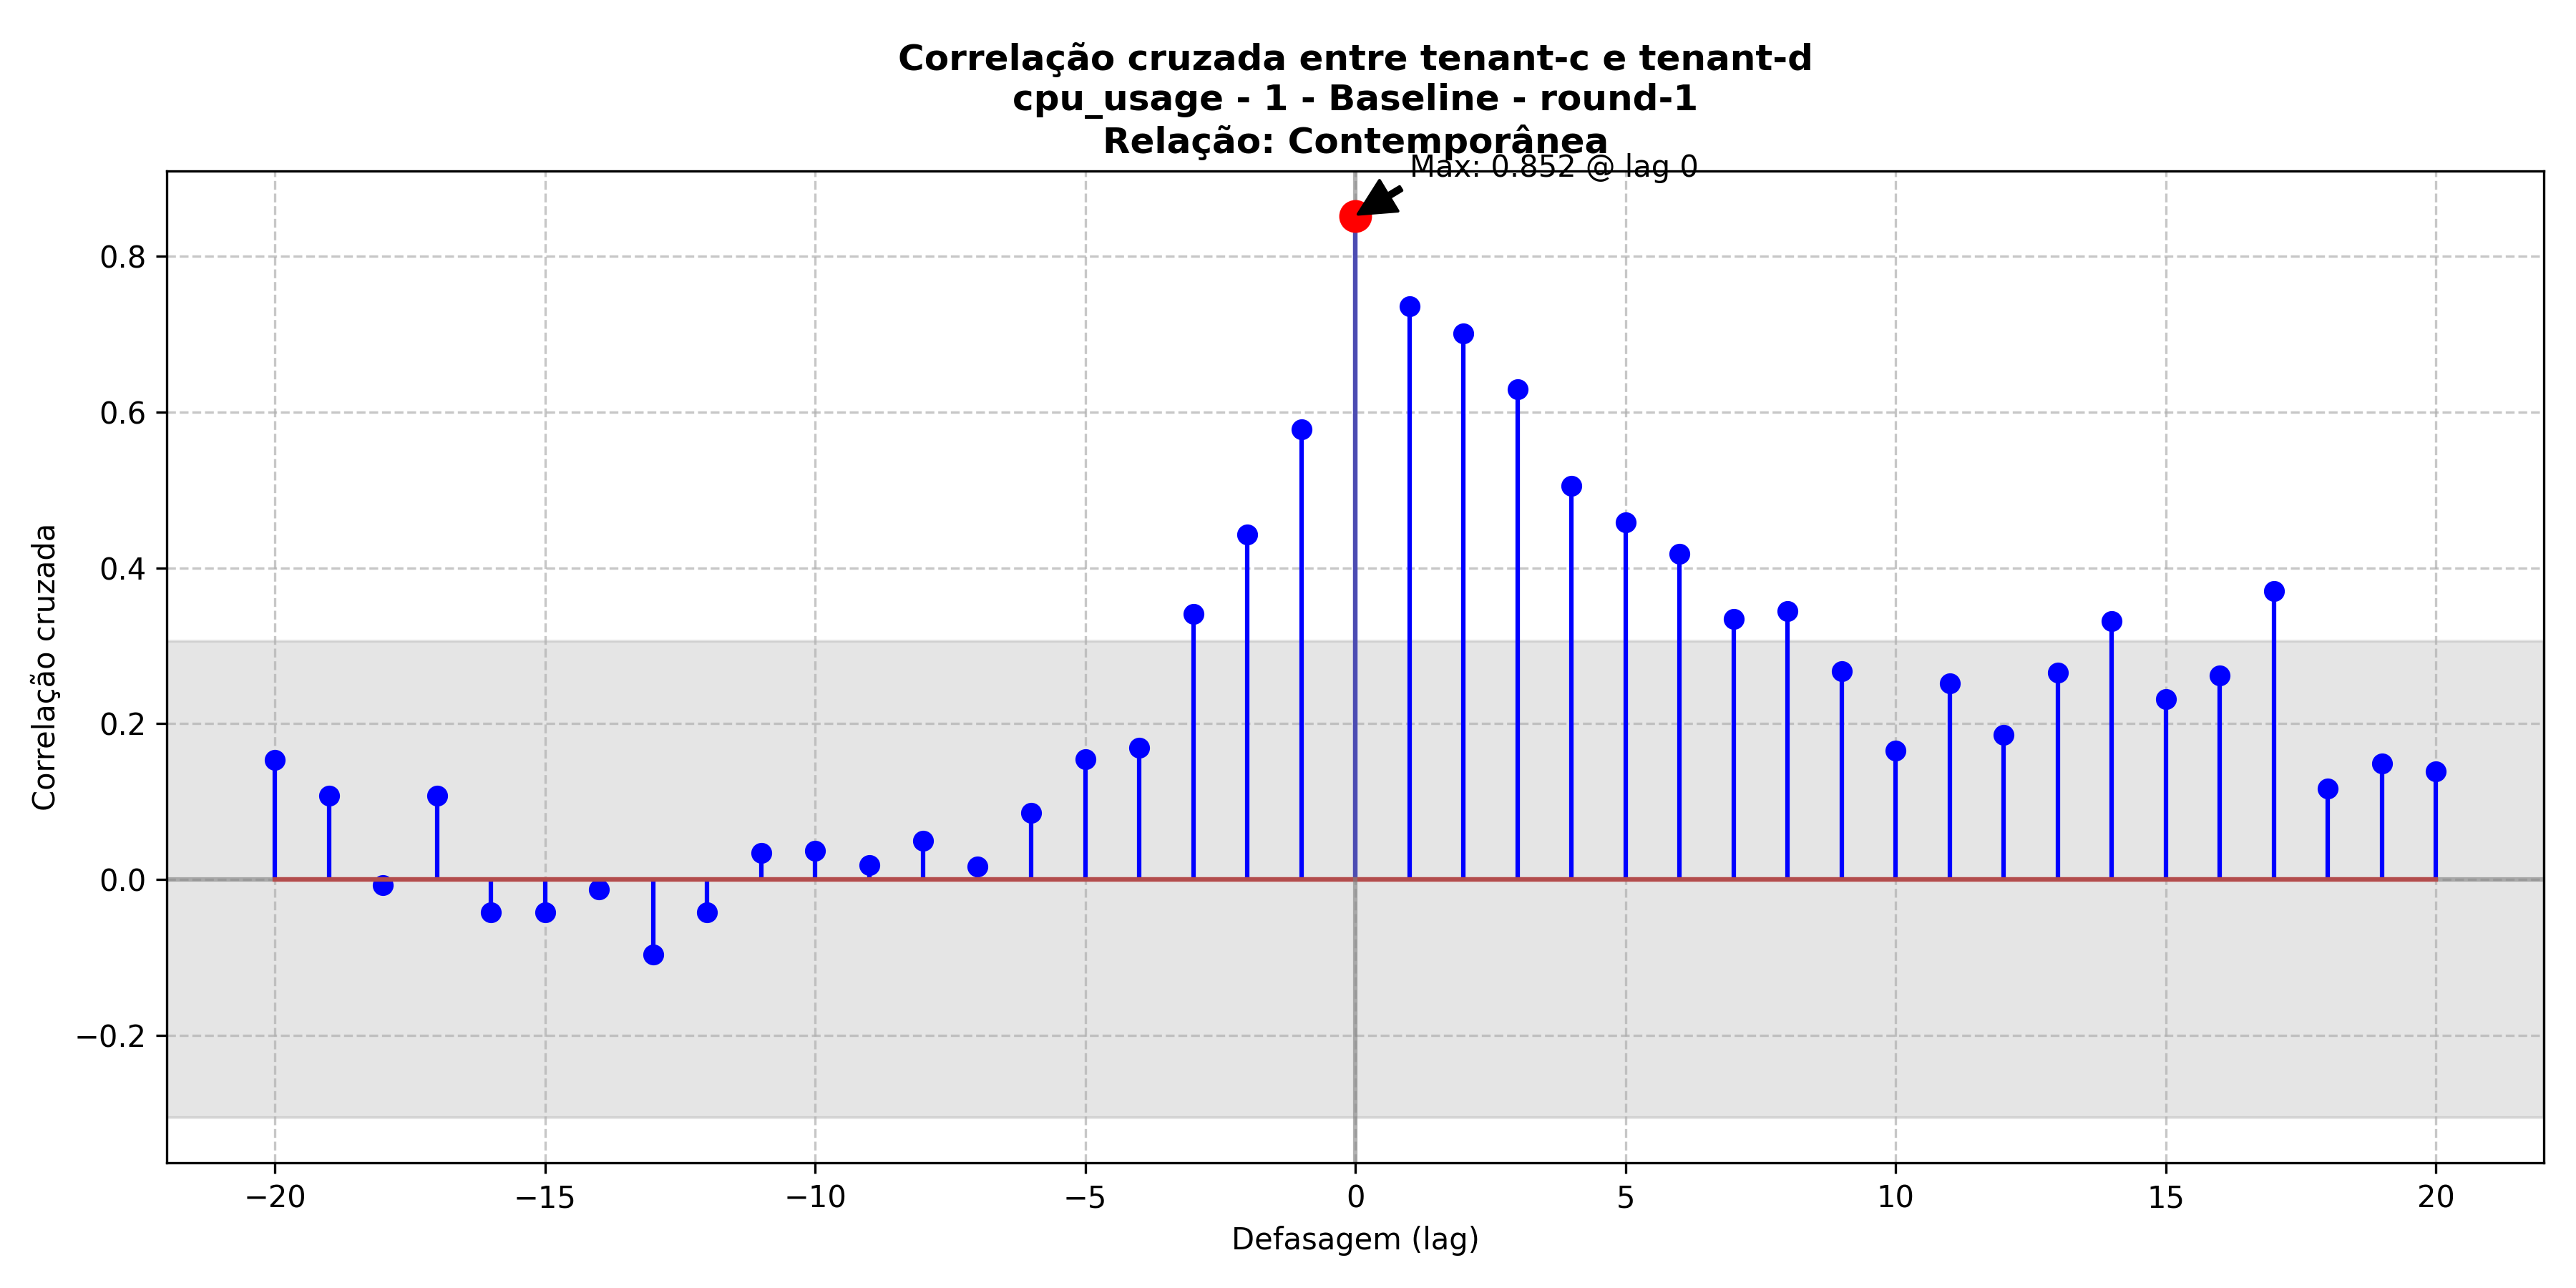 Correlação cruzada entre tenant-c e tenant-d
cpu_usage - 1 - Baseline - round-1
Relação: Contemporânea
Max: 0.852 @ lag 0
Correlação cruzada
0.8
0.6
0.4
0.2
0.0
−0.2
−20 −15 −10 −5 0 5 10 15 20
Defasagem (lag)